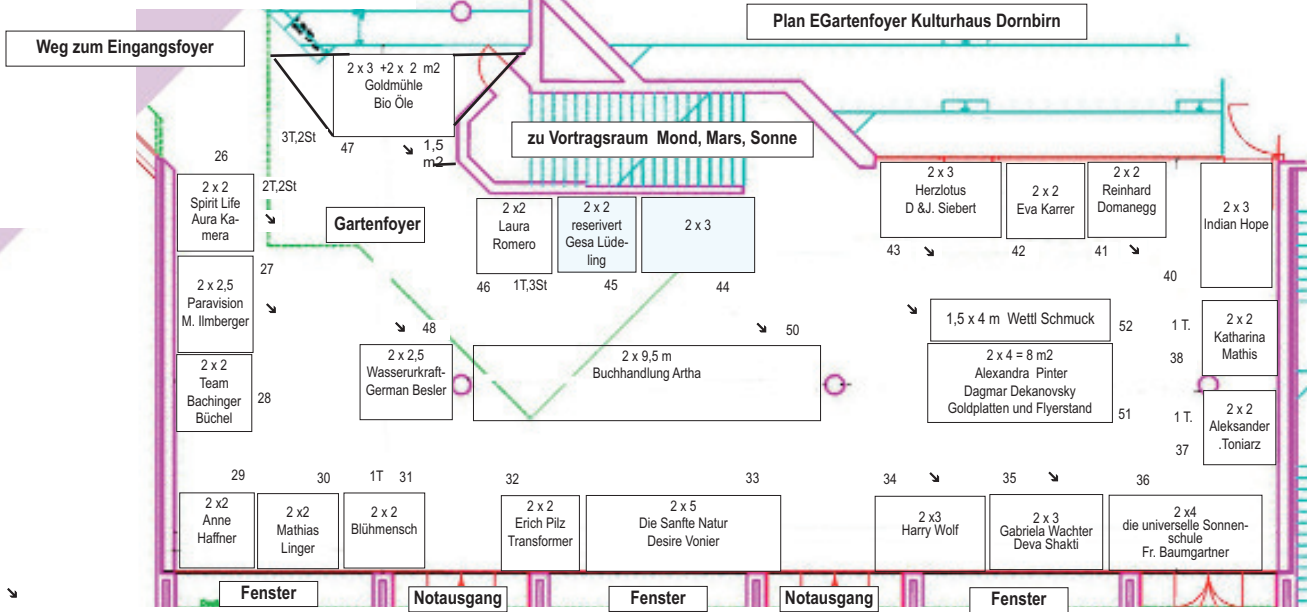 Plan EGartenfoyer Kulturhaus Dornbirn
Weg zum Eingangsfoyer
2 x 3 +2 x 2 m2
Goldmühle
Bio Öle
3T,2St
47
1,5
m2
zu Vortragsraum Mond, Mars, Sonne
26
2 x 2
Spirit Life
Aura Ka-
mera
2T,2St
Gartenfoyer
2 x2
Laura
Romero
46
1T,3St
2 x 2
reserivert
Gesa Lüde-
ling
45
2 x 3
44
2 x 3
Herzlotus
D &J. Siebert
43
2 x 2
Eva Karrer
42
2 x 2
Reinhard
Domanegg
41
2 x 3
Indian Hope
40
27
2 x 2,5
Paravision
M. Ilmberger
48
2 x 2,5
Wasserurkraft-
German Besler
50
2 x 9,5 m
Buchhandlung Artha
1,5 x 4 m Wettl Schmuck
52
2 x 4 = 8 m2
Alexandra Pinter
Dagmar Dekanovsky
Goldplatten und Flyerstand
51
1 T.
38
2 x 2
Katharina
Mathis
1 T.
37
2 x 2
Aleksander
.Toniarz
2 x 2
Team
Bachinger
Büchel
28
29
2 x2
Anne
Haffner
30
2 x2
Mathias
Linger
1T 31
2 x 2
Blühmensch
32
2 x 2
Erich Pilz
Transformer
33
2 x 5
Die Sanfte Natur
Desire Vonier
34
2 x3
Harry Wolf
35
2 x 3
Gabriela Wachter
Deva Shakti
36
2 x4
die universelle Sonnen-
schule
Fr. Baumgartner
Fenster
Notausgang
Fenster
Notausgang
Fenster